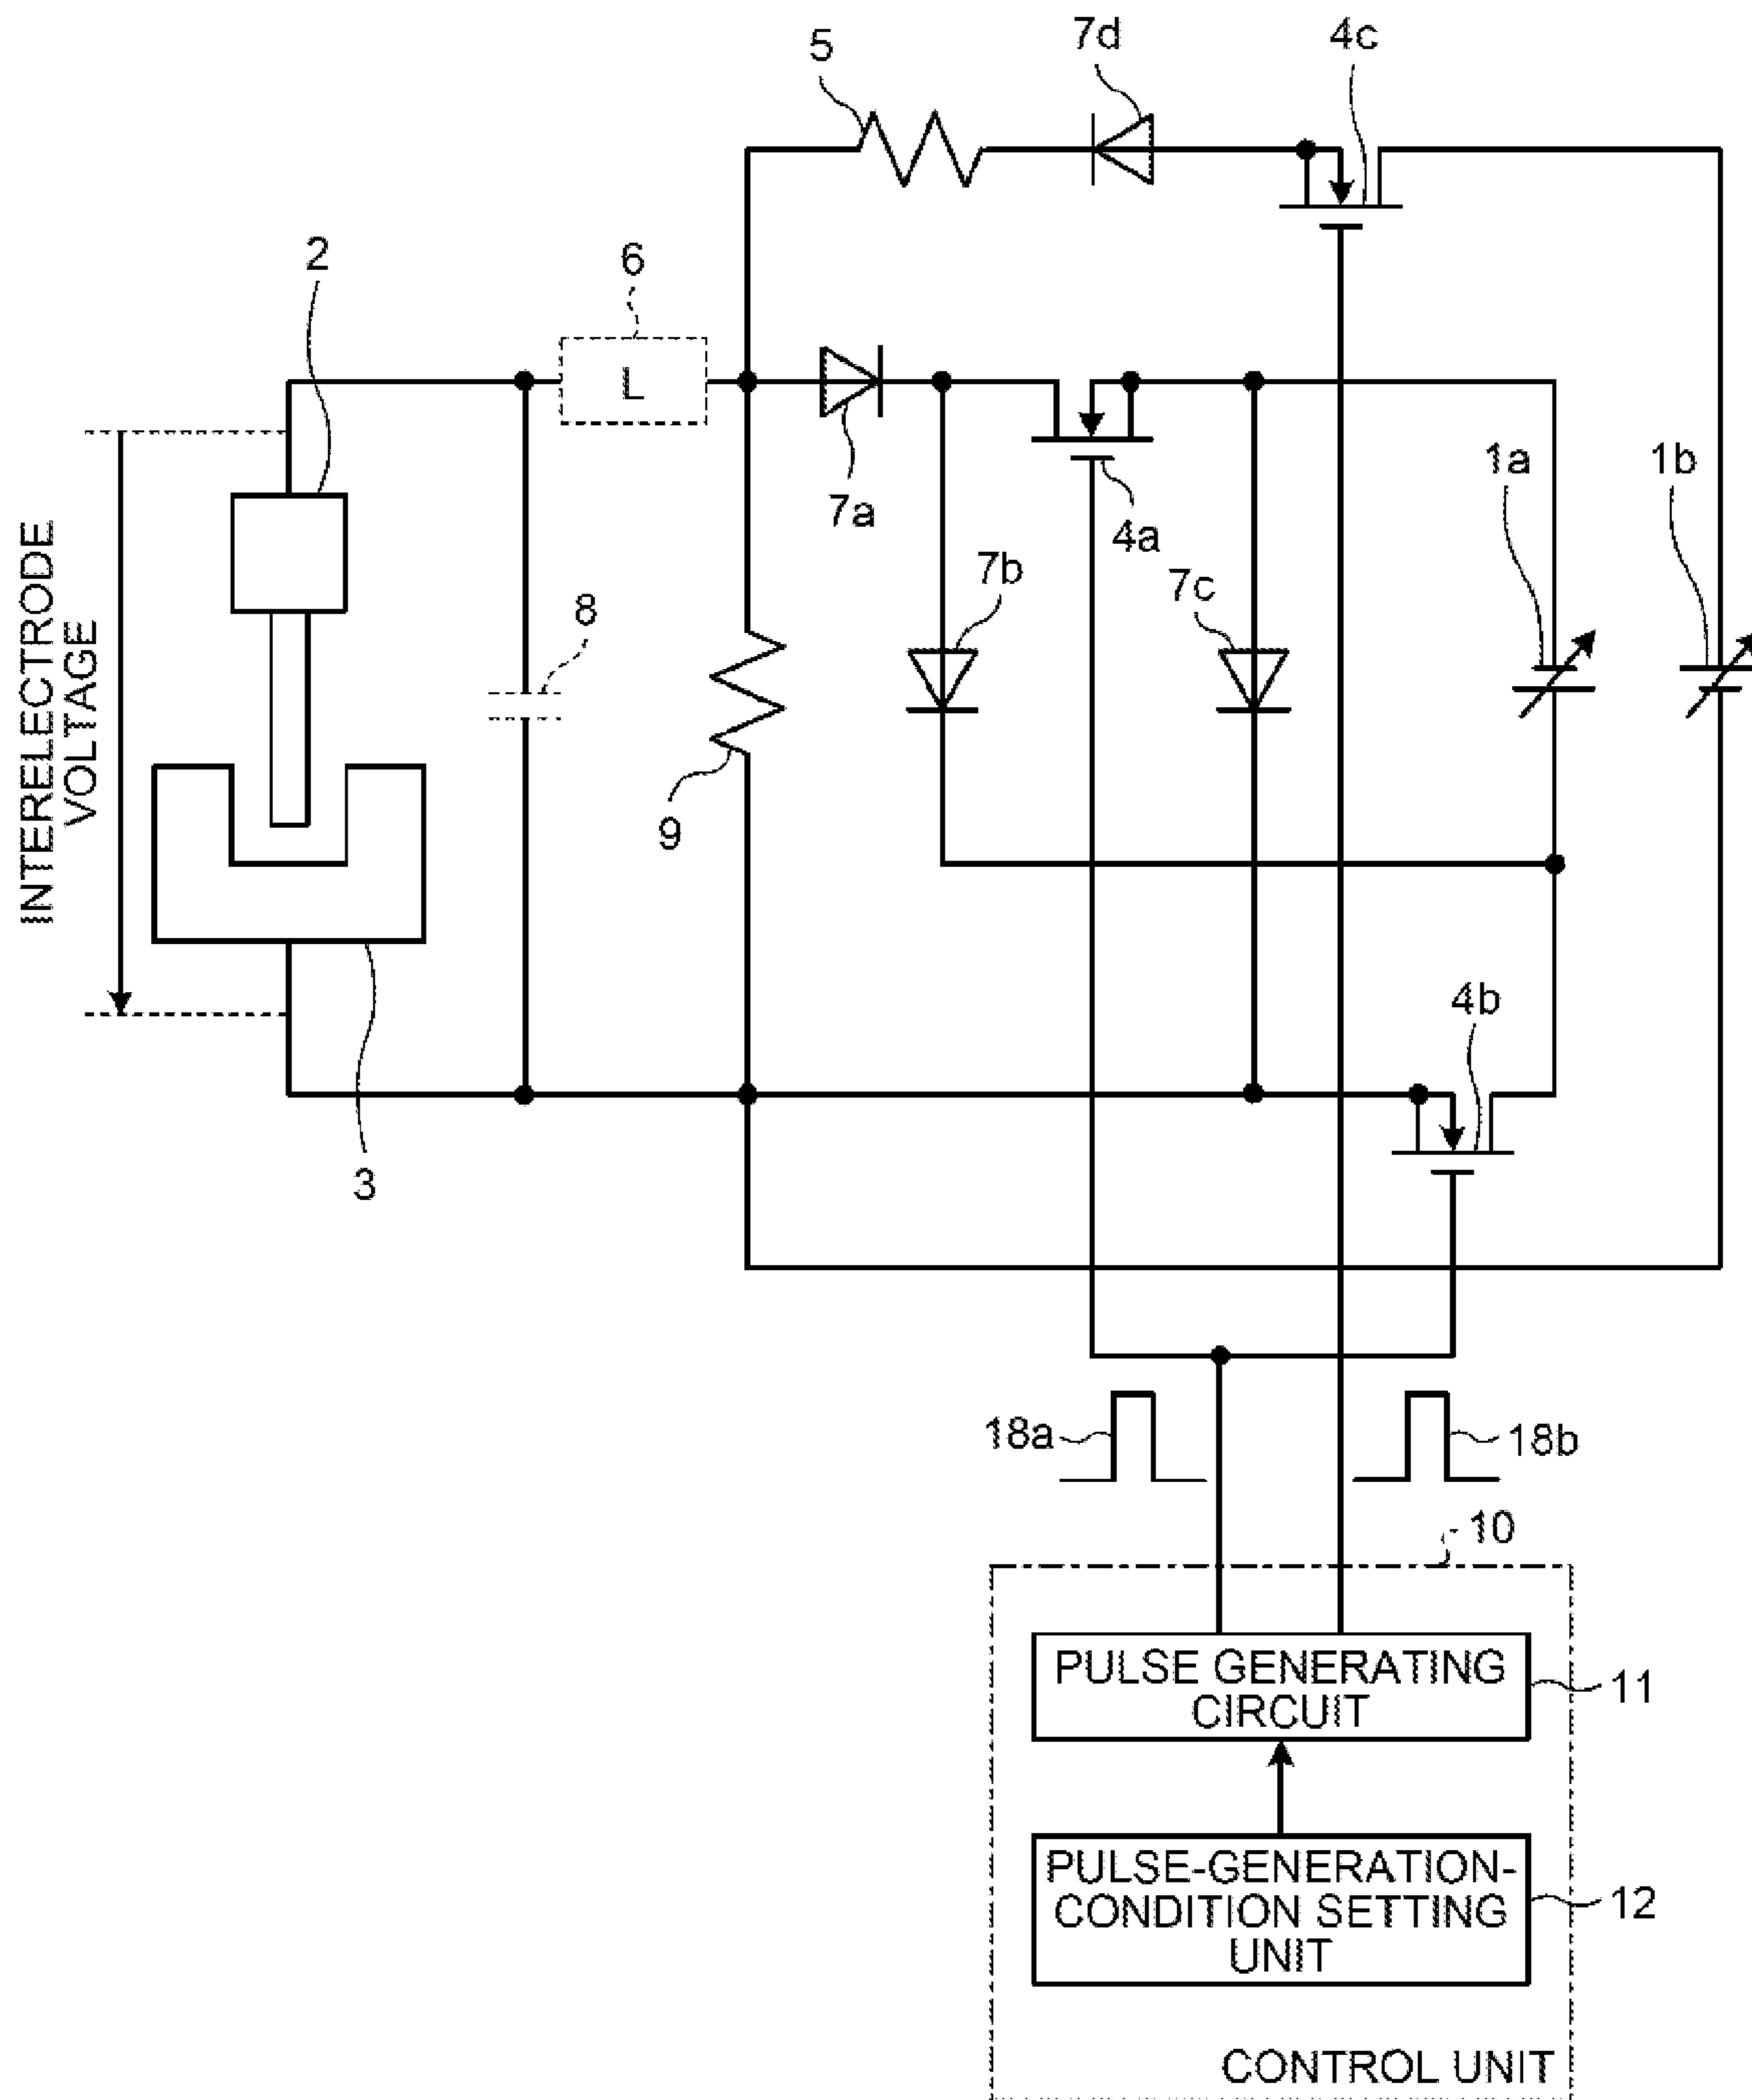 5
7d
4c
2
6
L
7a
4a
1a
1b
7b
7c
8
INTERELECTRODE
VOLTAGE
9
4b
3
18a
18b
10
PULSE GENERATING
CIRCUIT
11
PULSE-GENERATION-
CONDITION SETTING
UNIT
12
CONTROL UNIT